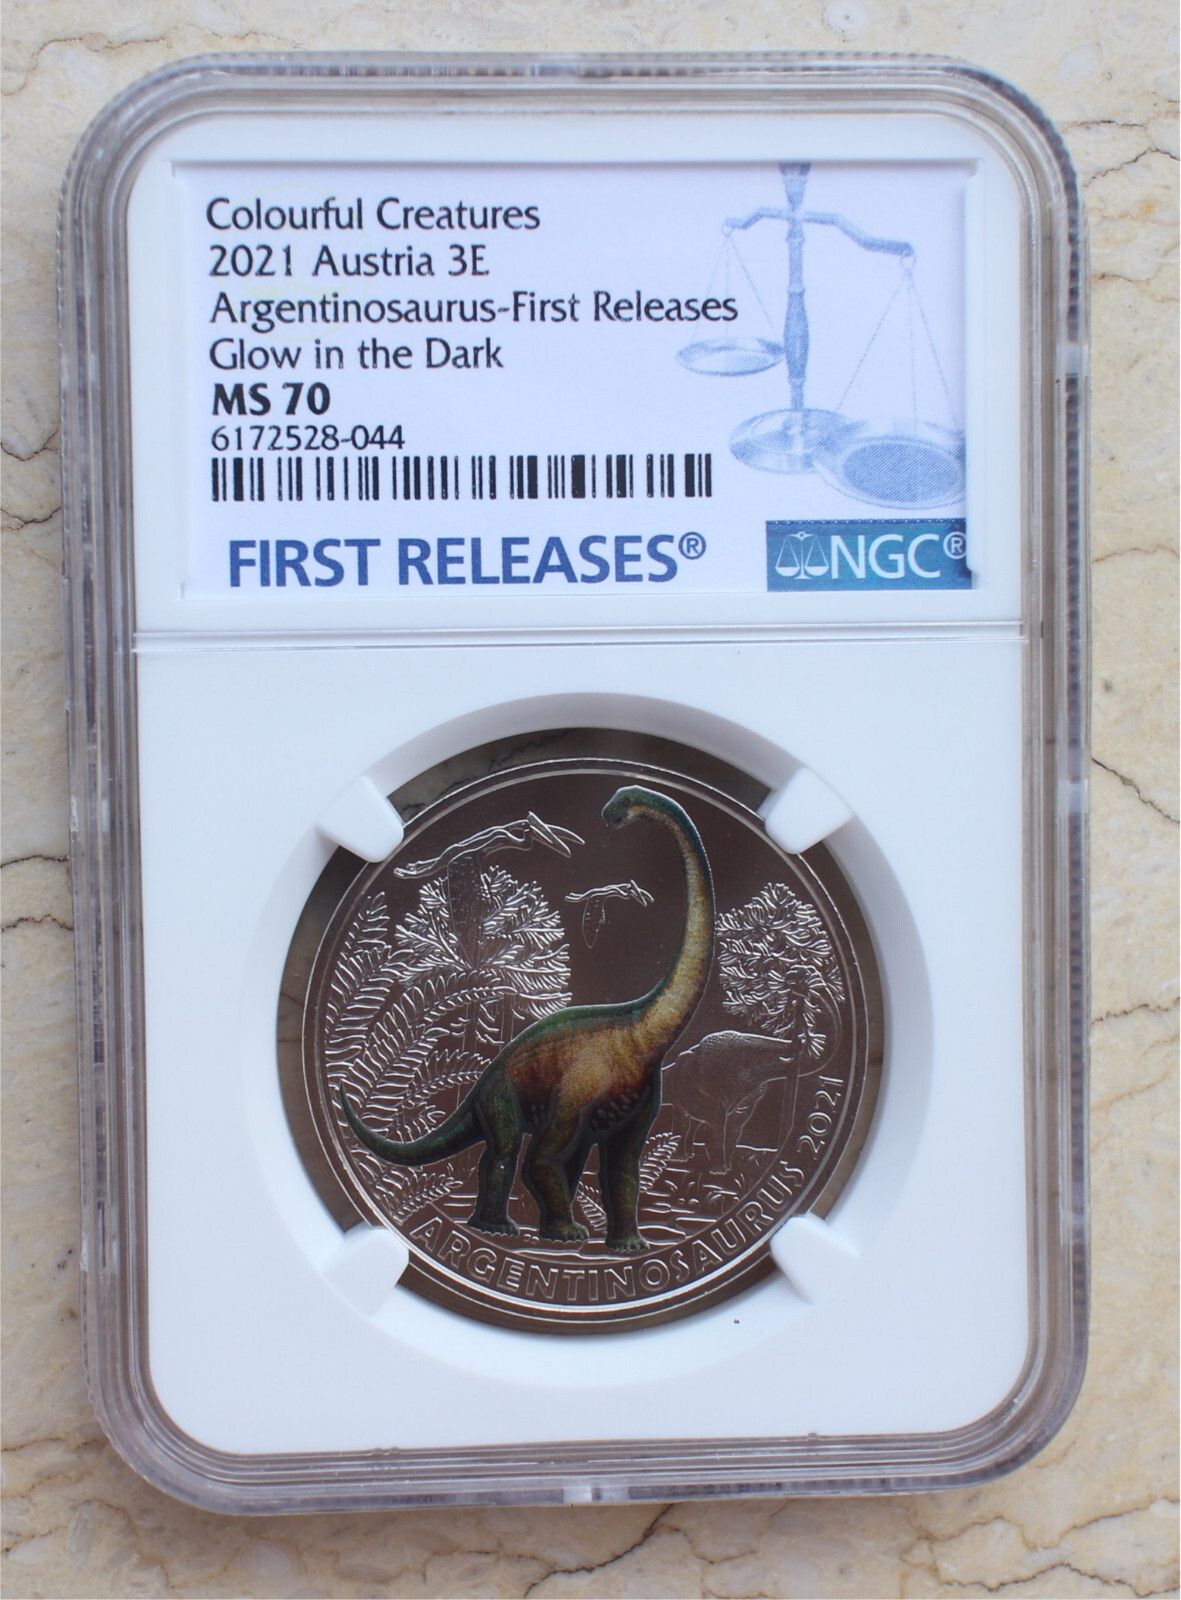 Colourful Creatures
2021 Austria 3E
Argentinosaurus-First Releases
Glow in the Dark
MS 70
6172528-044
FIRST RELEASES®
NGC®
ARGENTINOSAURUS 2021